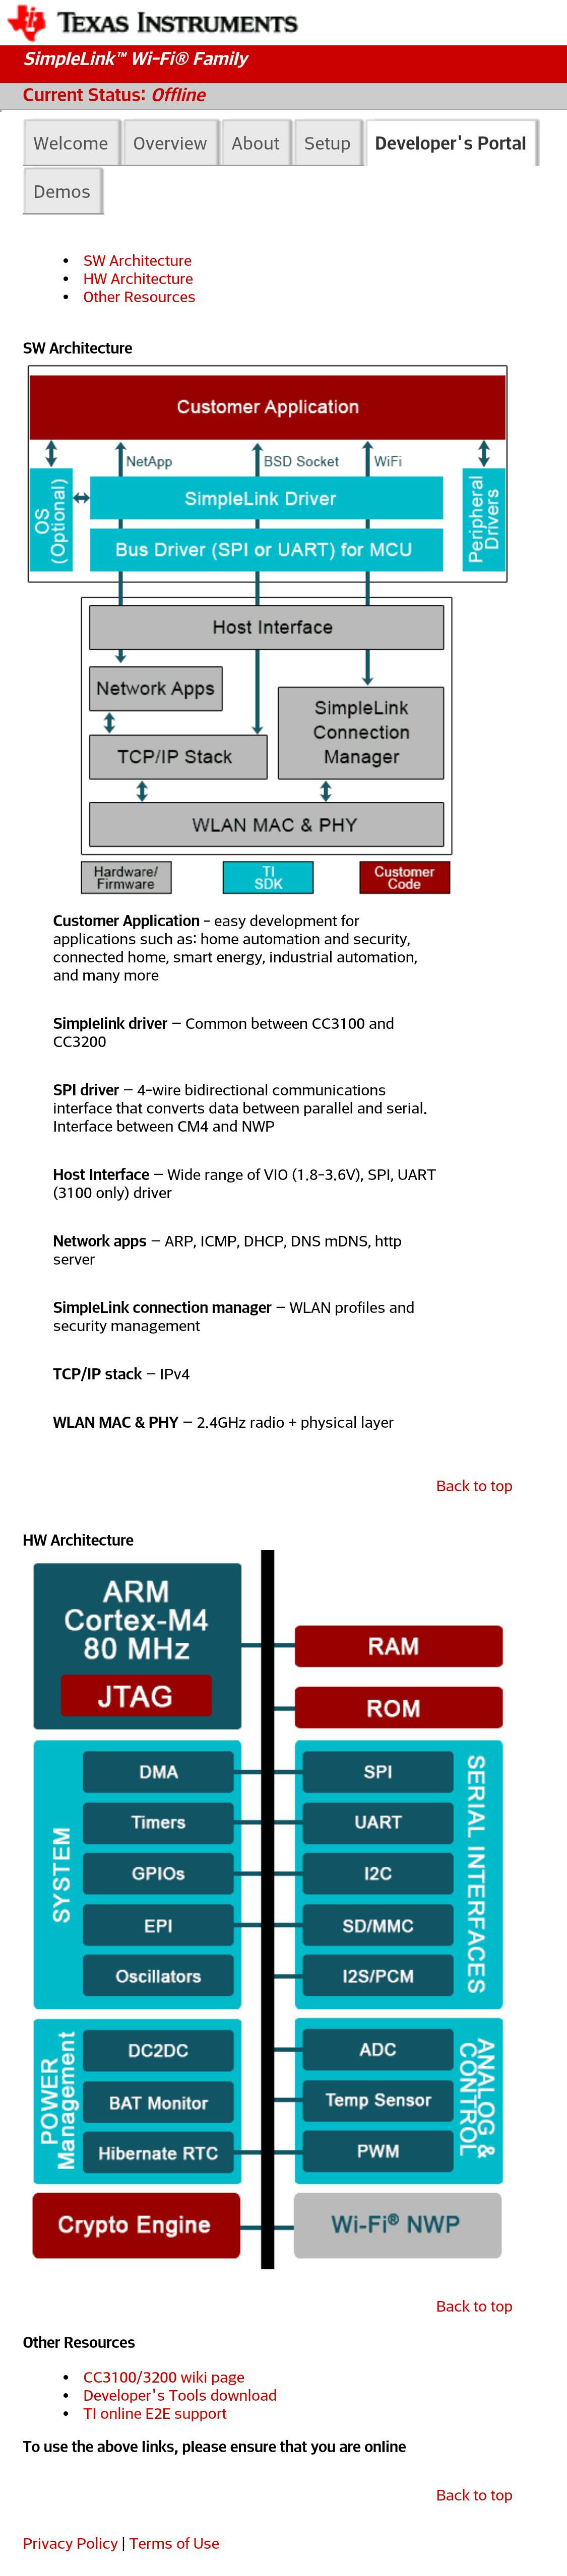 TEXAS INSTRUMENTS
SimpleLink™ Wi-Fi® Family
Current Status: Offline
Welcome
Overview
About
Setup
Developer's Portal
Demos
• SW Architecture
• HW Architecture
• Other Resources
SW Architecture
Customer Application
NetApp
BSD Socket
WiFi
OS
(Optional)
SimpleLink Driver
Peripheral
Drivers
Bus Driver (SPI or UART) for MCU
Host Interface
Network Apps
SimpleLink
Connection
Manager
TCP/IP Stack
WLAN MAC & PHY
Hardware/
Firmware
TI
SDK
Customer
Code
Customer Application - easy development for
applications such as: home automation and security,
connected home, smart energy, industrial automation,
and many more
Simplelink driver – Common between CC3100 and
CC3200
SPI driver – 4-wire bidirectional communications
interface that converts data between parallel and serial.
Interface between CM4 and NWP
Host Interface – Wide range of VIO (1.8-3.6V), SPI, UART
(3100 only) driver
Network apps – ARP, ICMP, DHCP, DNS mDNS, http
server
SimpleLink connection manager – WLAN profiles and
security management
TCP/IP stack – IPv4
WLAN MAC & PHY – 2.4GHz radio + physical layer
Back to top
HW Architecture
ARM
Cortex-M4
80 MHz
JTAG
RAM
ROM
SYSTEM
DMA
Timers
GPIOs
EPI
Oscillators
SPI
UART
I2C
SD/MMC
I2S/PCM
SERIAL INTERFACES
POWER
Management
DC2DC
BAT Monitor
Hibernate RTC
ADC
Temp Sensor
PWM
ANALOG &
CONTROL
Crypto Engine
Wi-Fi® NWP
Back to top
Other Resources
• CC3100/3200 wiki page
• Developer's Tools download
• TI online E2E support
To use the above links, please ensure that you are online
Back to top
Privacy Policy | Terms of Use